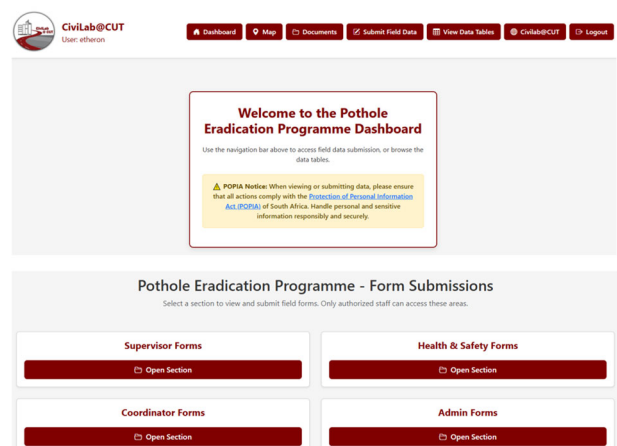 CiviLab@CUT
User: etheron
Dashboard
Map
Documents
Submit Field Data
View Data Tables
Civilab@CUT
Logout
Welcome to the Pothole
Eradication Programme Dashboard
Use the navigation bar above to access field data submission, or browse the
data tables.
POPIA Notice: When viewing or submitting data, please ensure
that all actions comply with the Protection of Personal Information
Act (POPIA) of South Africa. Handle personal and sensitive
information responsibly and securely.
Pothole Eradication Programme - Form Submissions
Select a section to view and submit field forms. Only authorized staff can access these areas.
Supervisor Forms
Open Section
Health & Safety Forms
Open Section
Coordinator Forms
Open Section
Admin Forms
Open Section